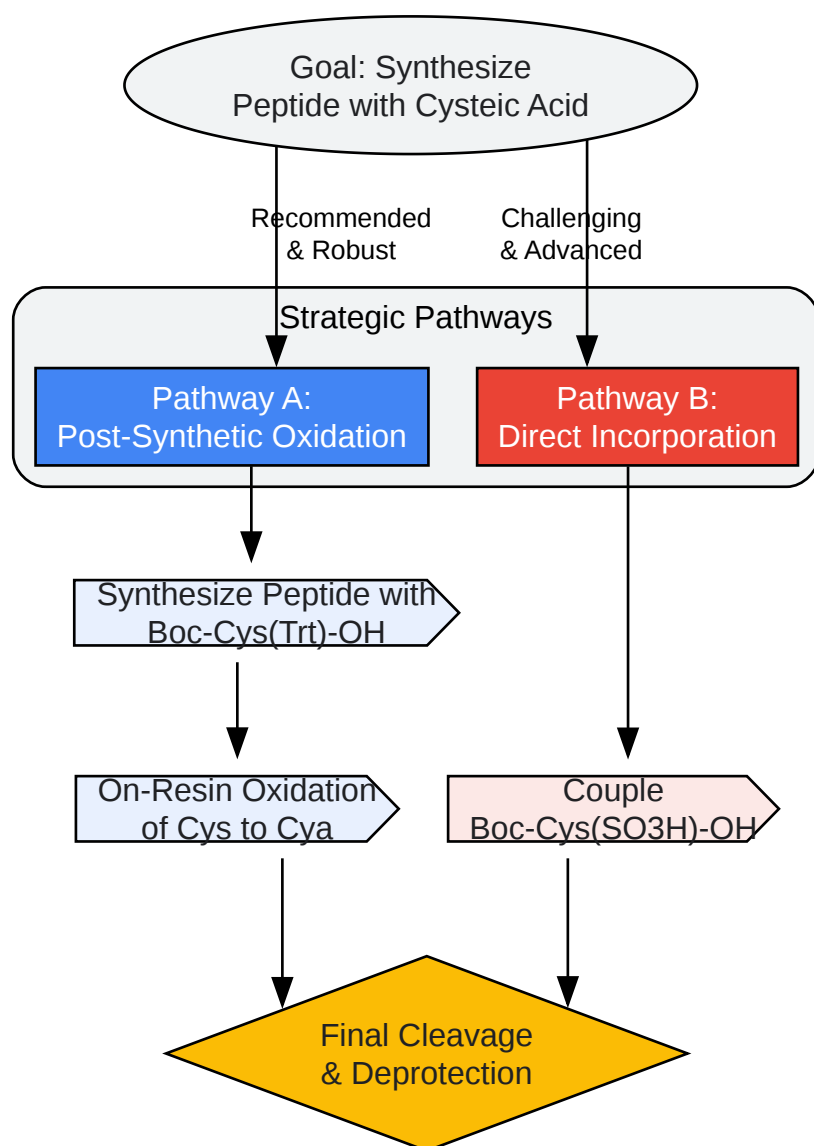 Goal: Synthesize
Peptide with Cysteic Acid
Recommended
& Robust
Challenging
& Advanced
Strategic Pathways
Pathway A:
Post-Synthetic Oxidation
Pathway B:
Direct Incorporation
Synthesize Peptide with
Boc-Cys(Trt)-OH
On-Resin Oxidation
of Cys to Cya
Couple
Boc-Cys(SO3H)-OH
Final Cleavage
& Deprotection